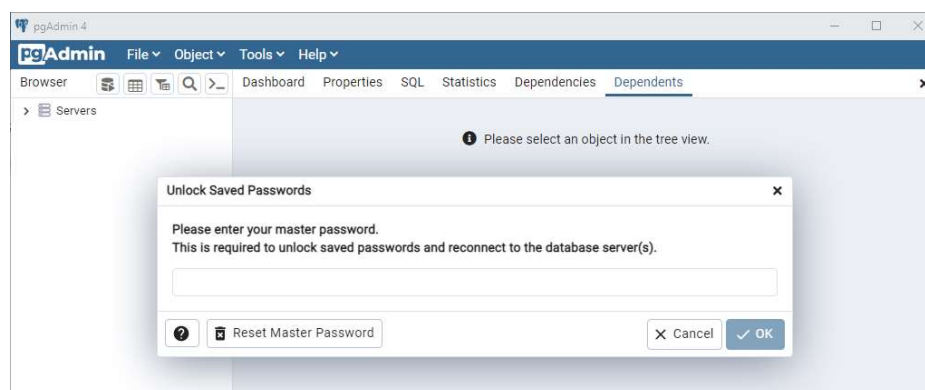 pgAdmin 4
pgAdmin File Object Tools Help
Browser Dashboard Properties SQL Statistics Dependencies Dependents
Servers
Please select an object in the tree view.
Unlock Saved Passwords
Please enter your master password.
This is required to unlock saved passwords and reconnect to the database server(s).
Reset Master Password Cancel OK